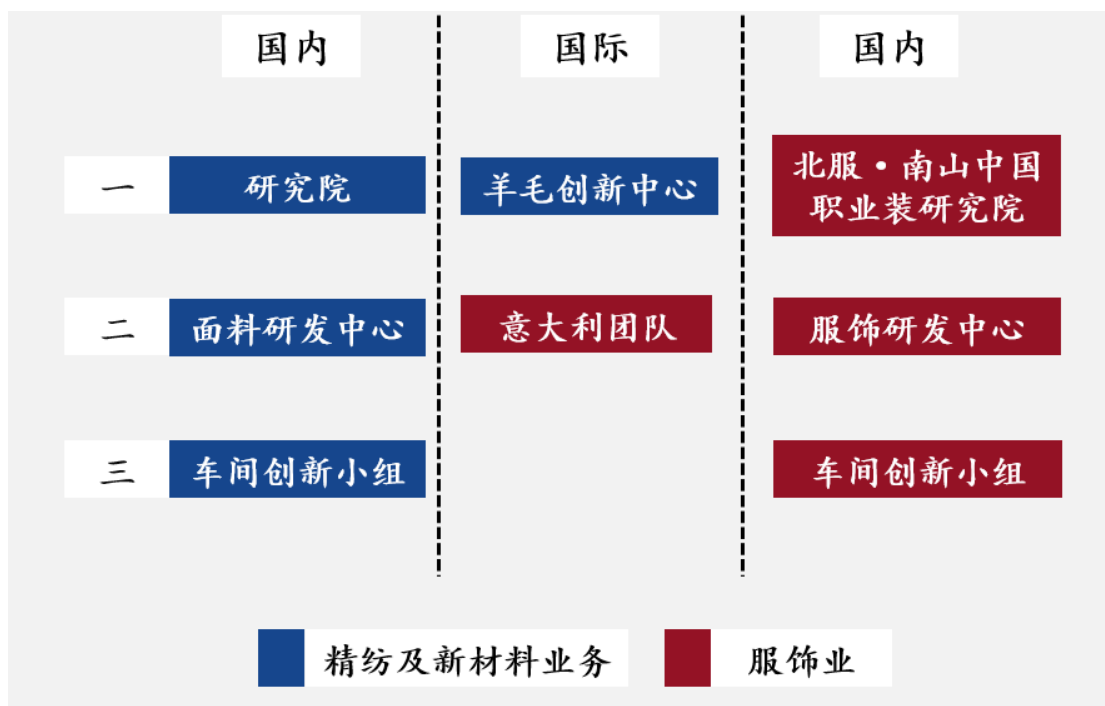 国内
国际
国内
一
研究院
羊毛创新中心
北服·南山中国
职业装研究院
二
面料研发中心
意大利团队
服饰研发中心
三
车间创新小组
车间创新小组
精纺及新材料业务
服饰业